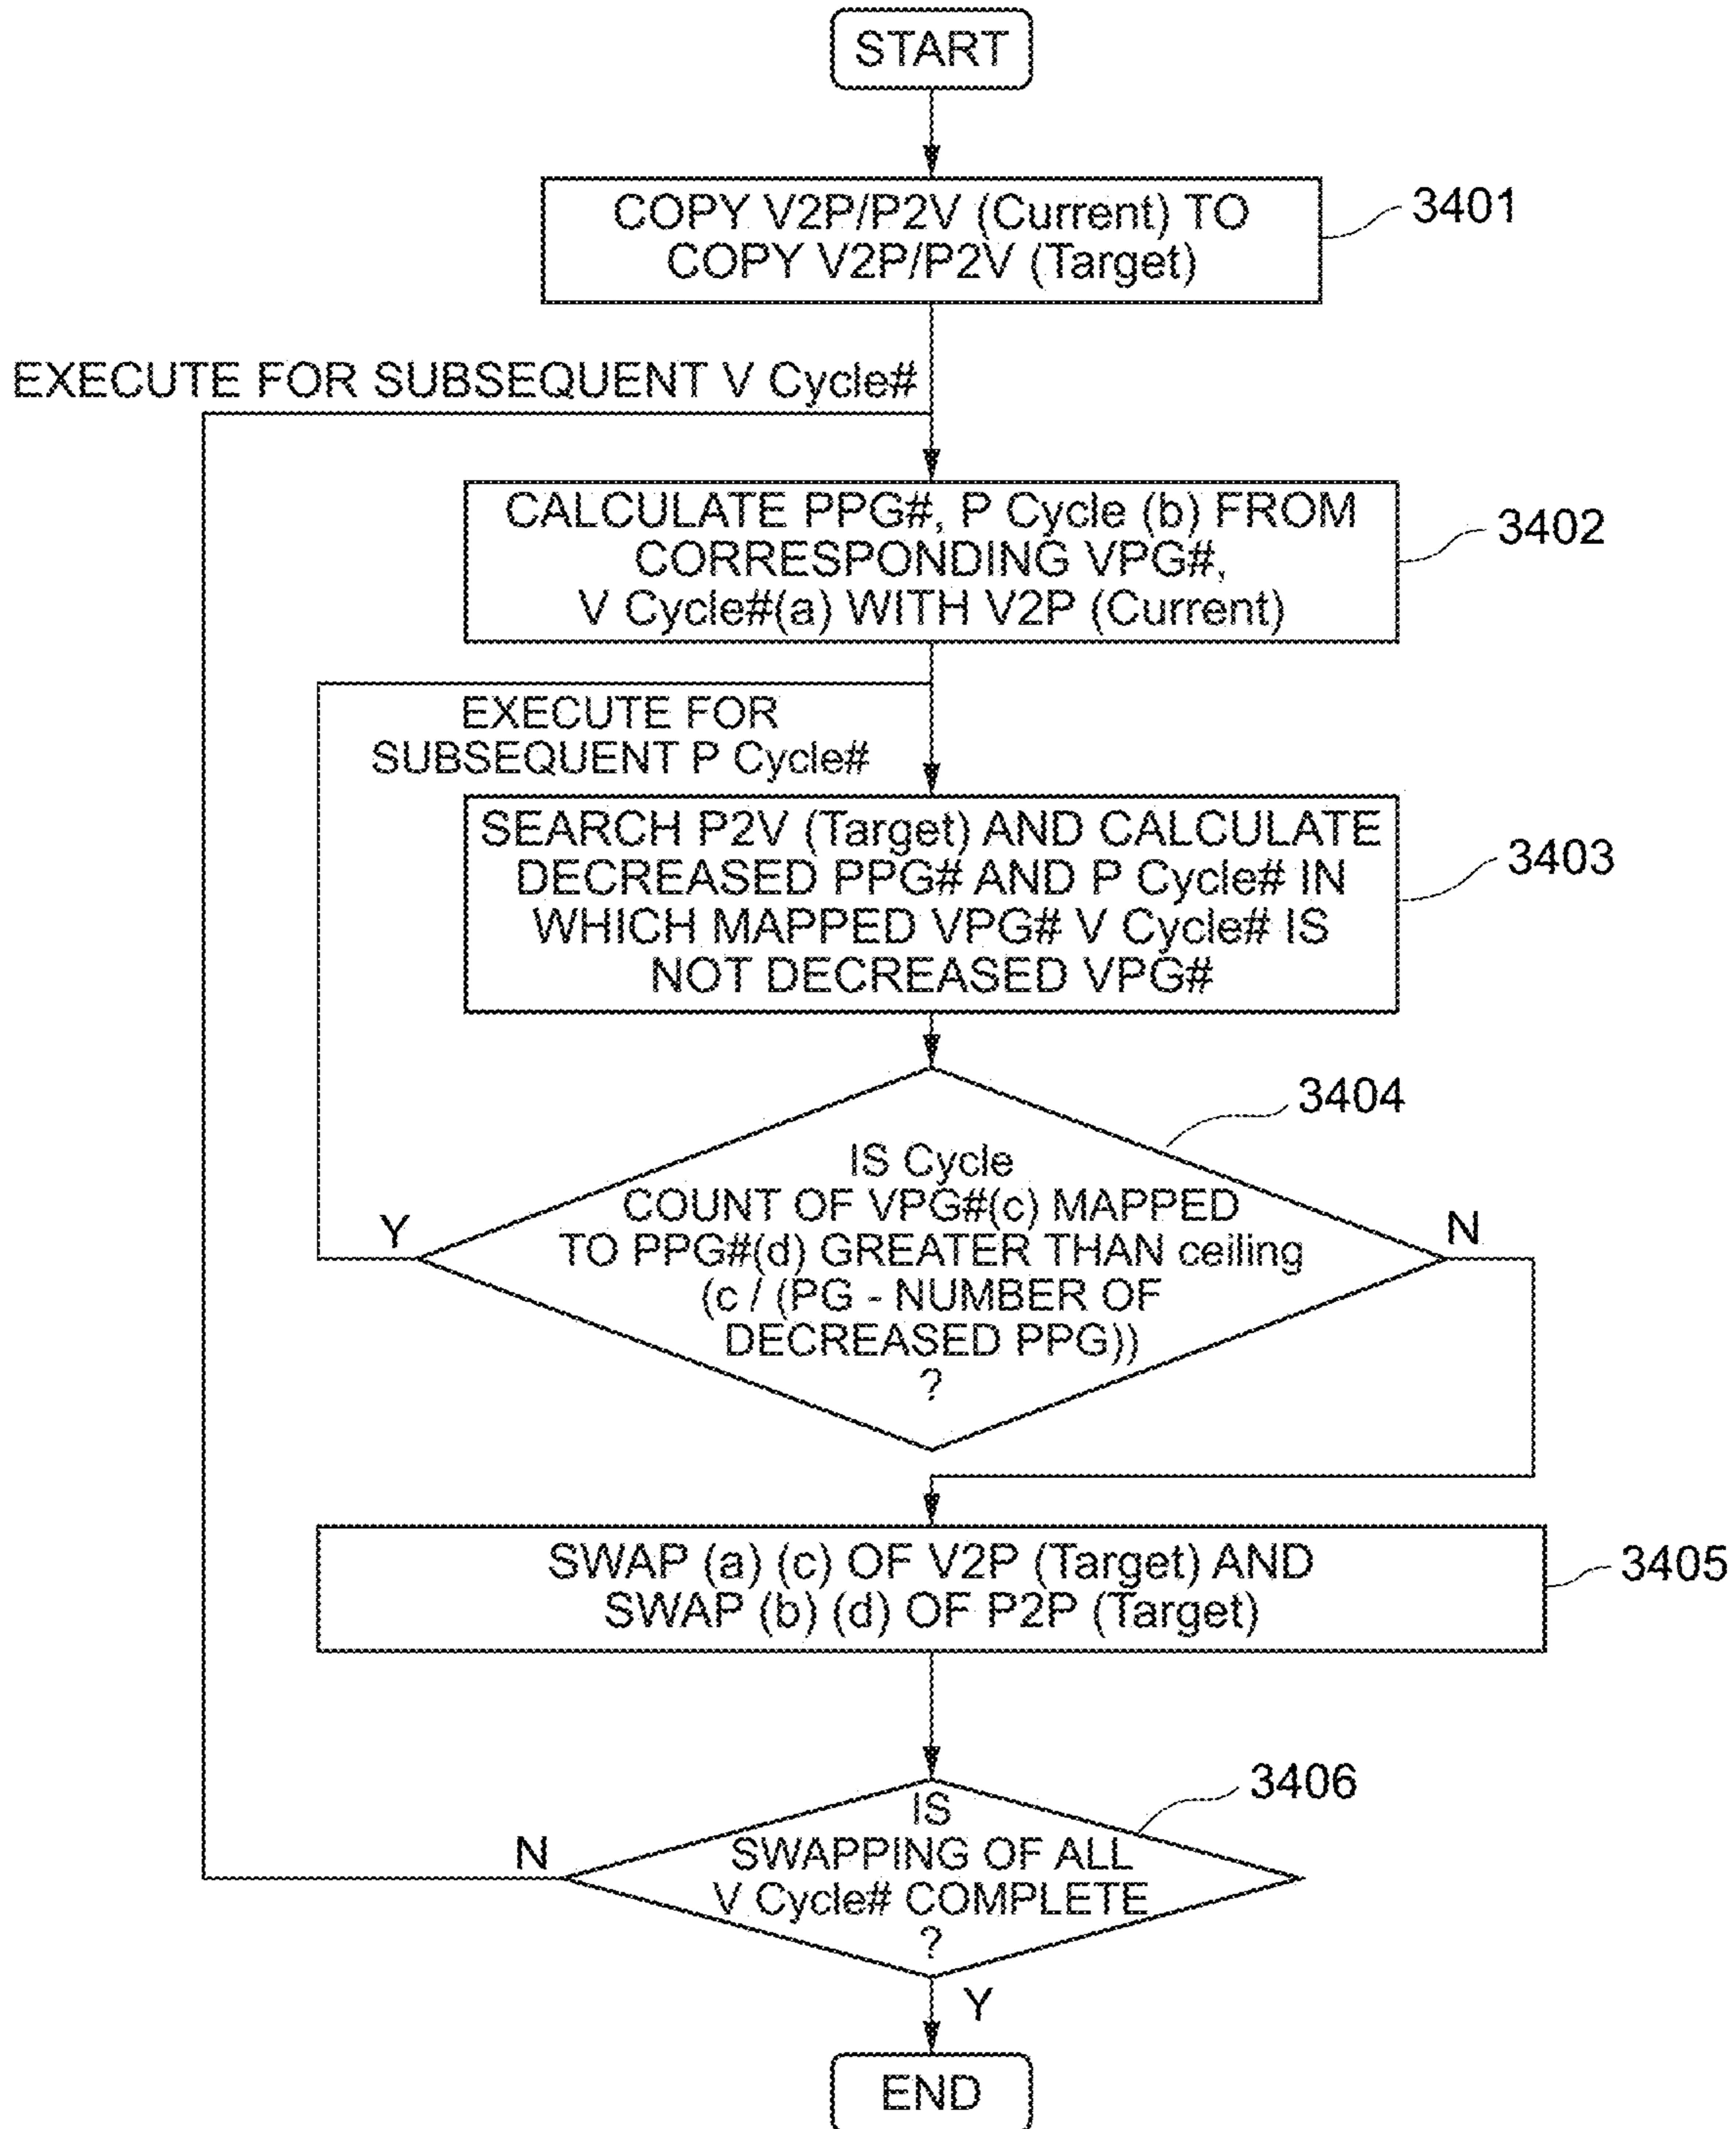 START
COPY V2P/P2V (Current) TO
COPY V2P/P2V (Target)
3401
EXECUTE FOR SUBSEQUENT V Cycle#
CALCULATE PPG#, P Cycle (b) FROM
CORRESPONDING VPG#,
V Cycle#(a) WITH V2P (Current)
3402
EXECUTE FOR
SUBSEQUENT P Cycle#
SEARCH P2V (Target) AND CALCULATE
DECREASED PPG# AND P Cycle# IN
WHICH MAPPED VPG# V Cycle# IS
NOT DECREASED VPG#
3403
3404
IS Cycle
COUNT OF VPG#(c) MAPPED
TO PPG#(d) GREATER THAN ceiling
(c / (PG - NUMBER OF
DECREASED PPG))
?
Y
N
SWAP (a) (c) OF V2P (Target) AND
SWAP (b) (d) OF P2P (Target)
3405
3406
IS
SWAPPING OF ALL
V Cycle# COMPLETE
?
N
Y
END